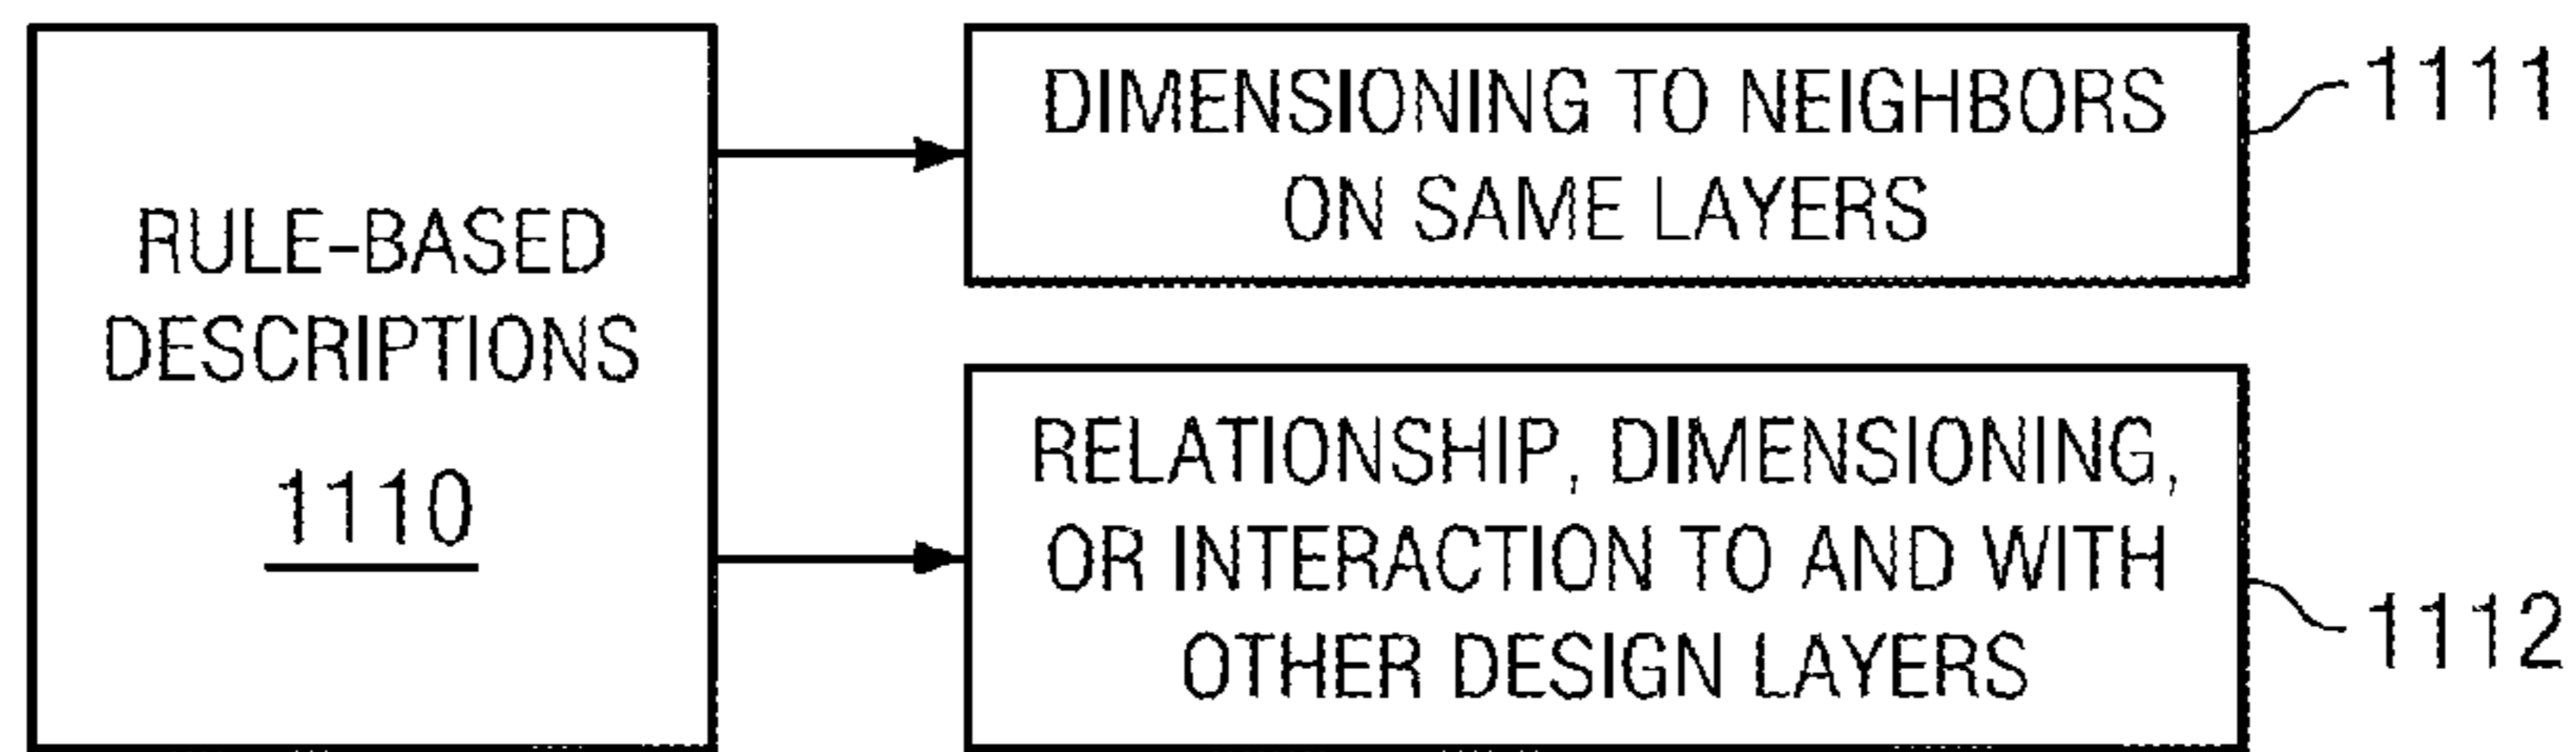 RULE-BASED
DESCRIPTIONS
1110
DIMENSIONING TO NEIGHBORS
ON SAME LAYERS
1111
RELATIONSHIP, DIMENSIONING,
OR INTERACTION TO AND WITH
OTHER DESIGN LAYERS
1112